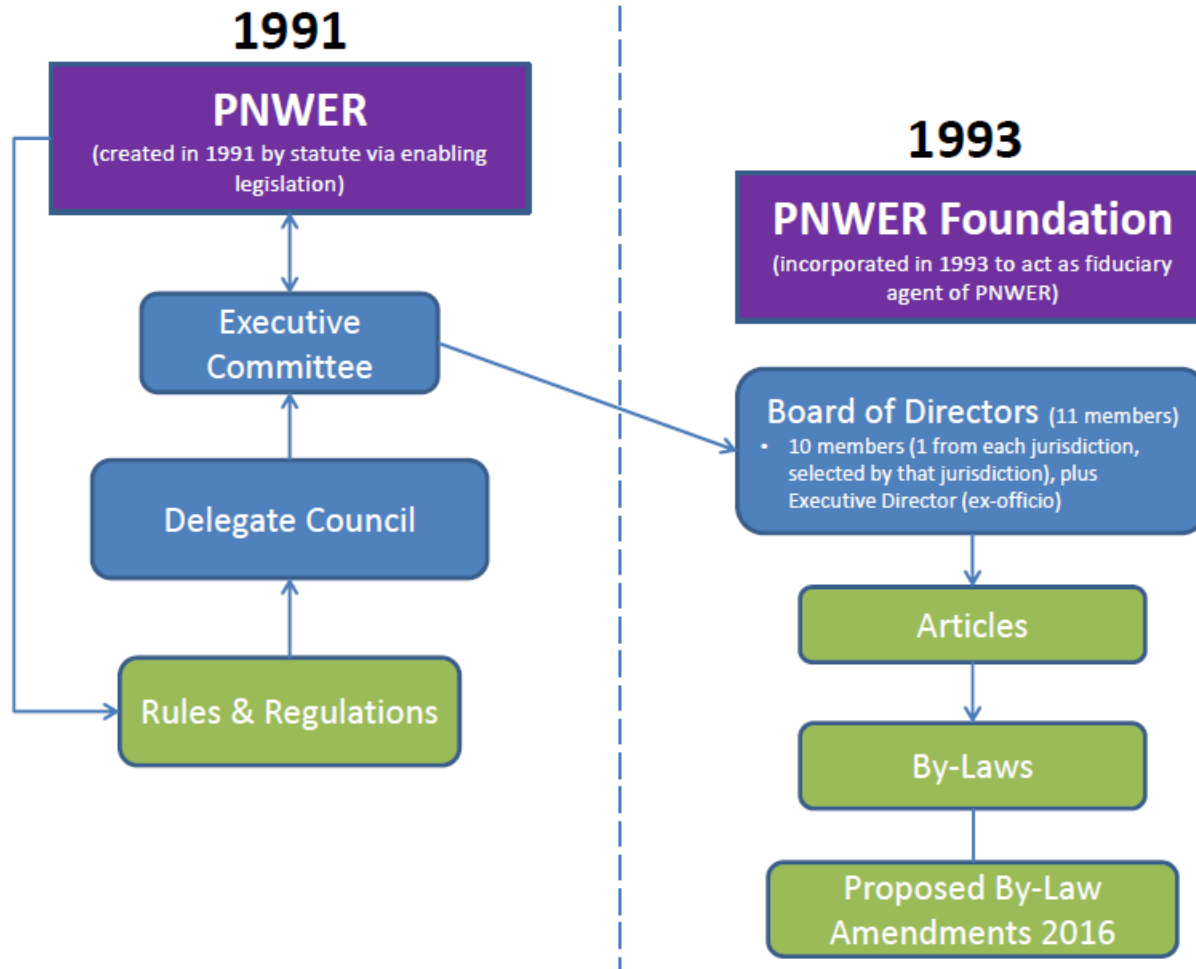 1991
PNWER
(created in 1991 by statute via enabling
legislation)
Executive
Committee
Delegate Council
Rules & Regulations
1993
PNWER Foundation
(incorporated in 1993 to act as fiduciary
agent of PNWER)
Board of Directors (11 members)
• 10 members (1 from each jurisdiction,
selected by that jurisdiction), plus
Executive Director (ex-officio)
Articles
By-Laws
Proposed By-Law
Amendments 2016